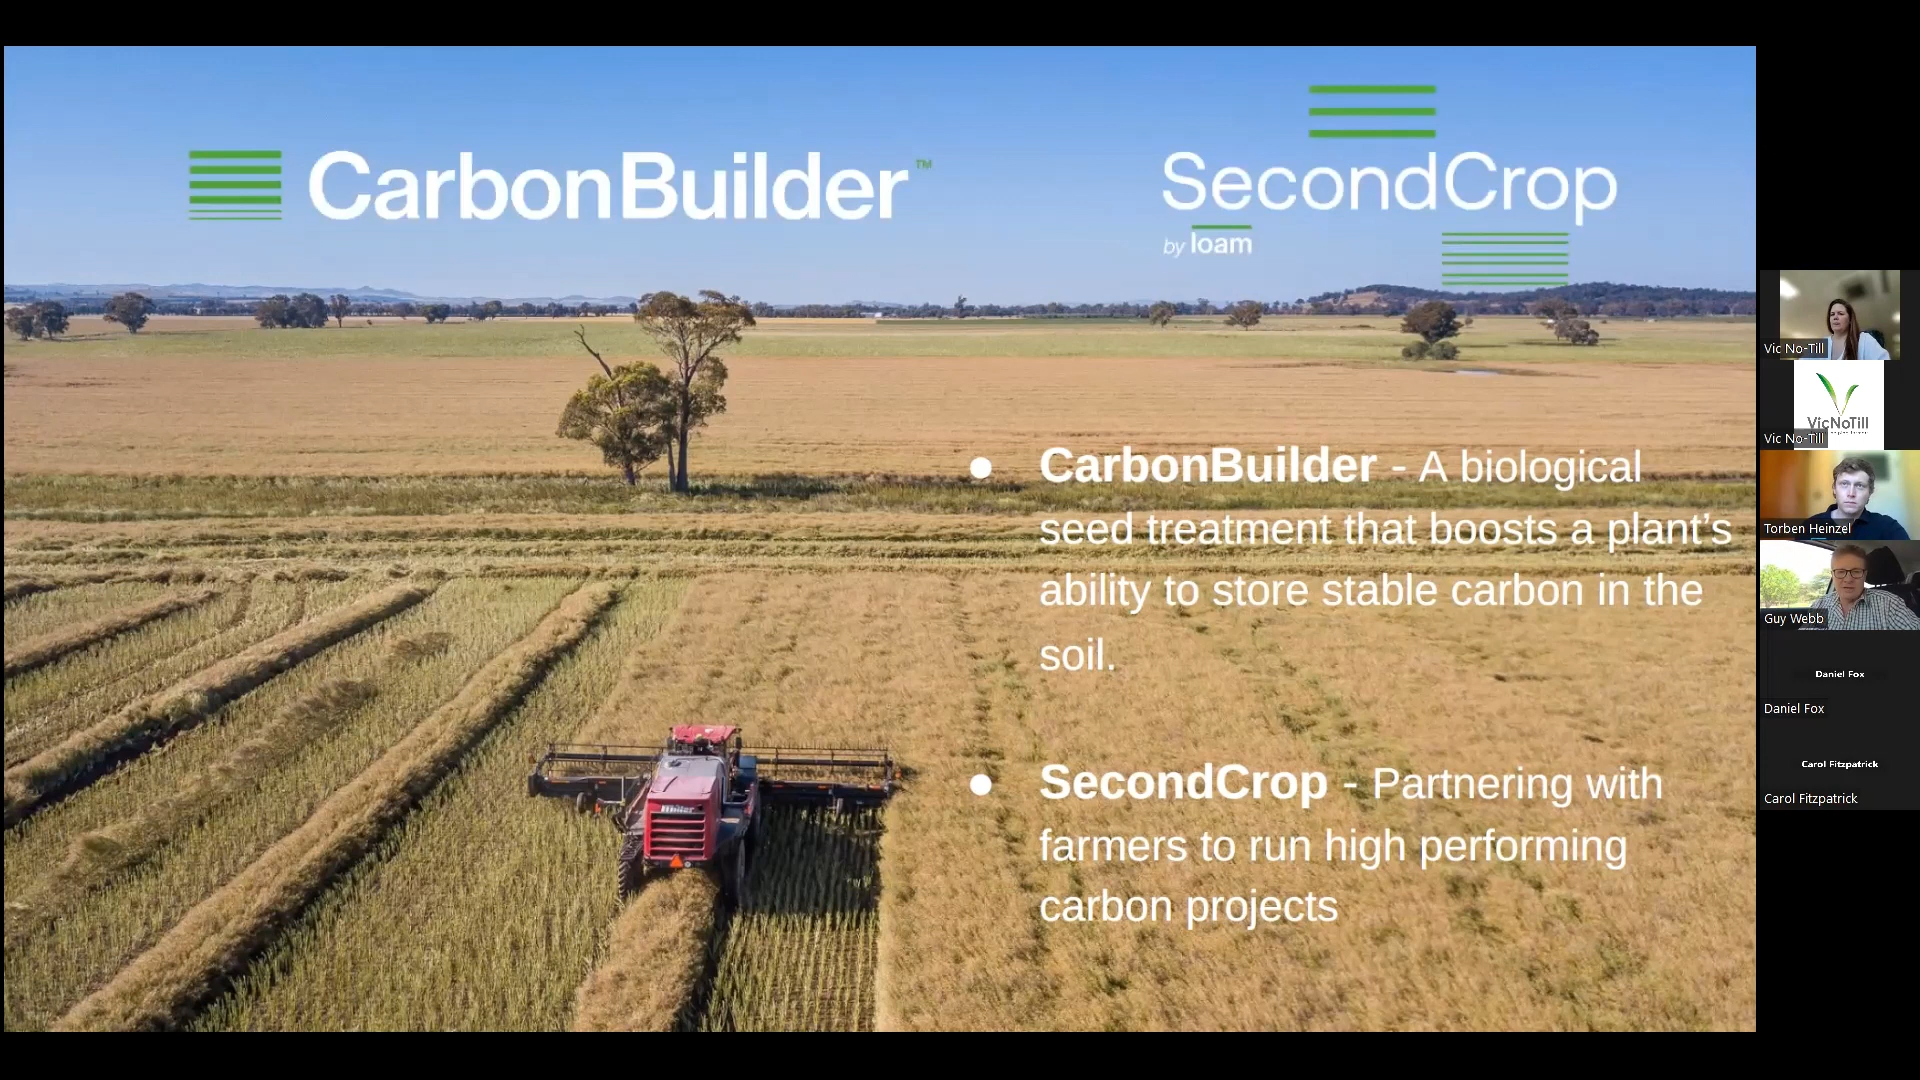 CarbonBuilder™
SecondCrop
by loam
● CarbonBuilder - A biological
seed treatment that boosts a plant’s
ability to store stable carbon in the
soil.
● SecondCrop - Partnering with
farmers to run high performing
carbon projects
Vic No-Till
VicNoTill
Vic No-Till
Torben Heinzel
Guy Webb
Daniel Fox
Daniel Fox
Carol Fitzpatrick
Carol Fitzpatrick